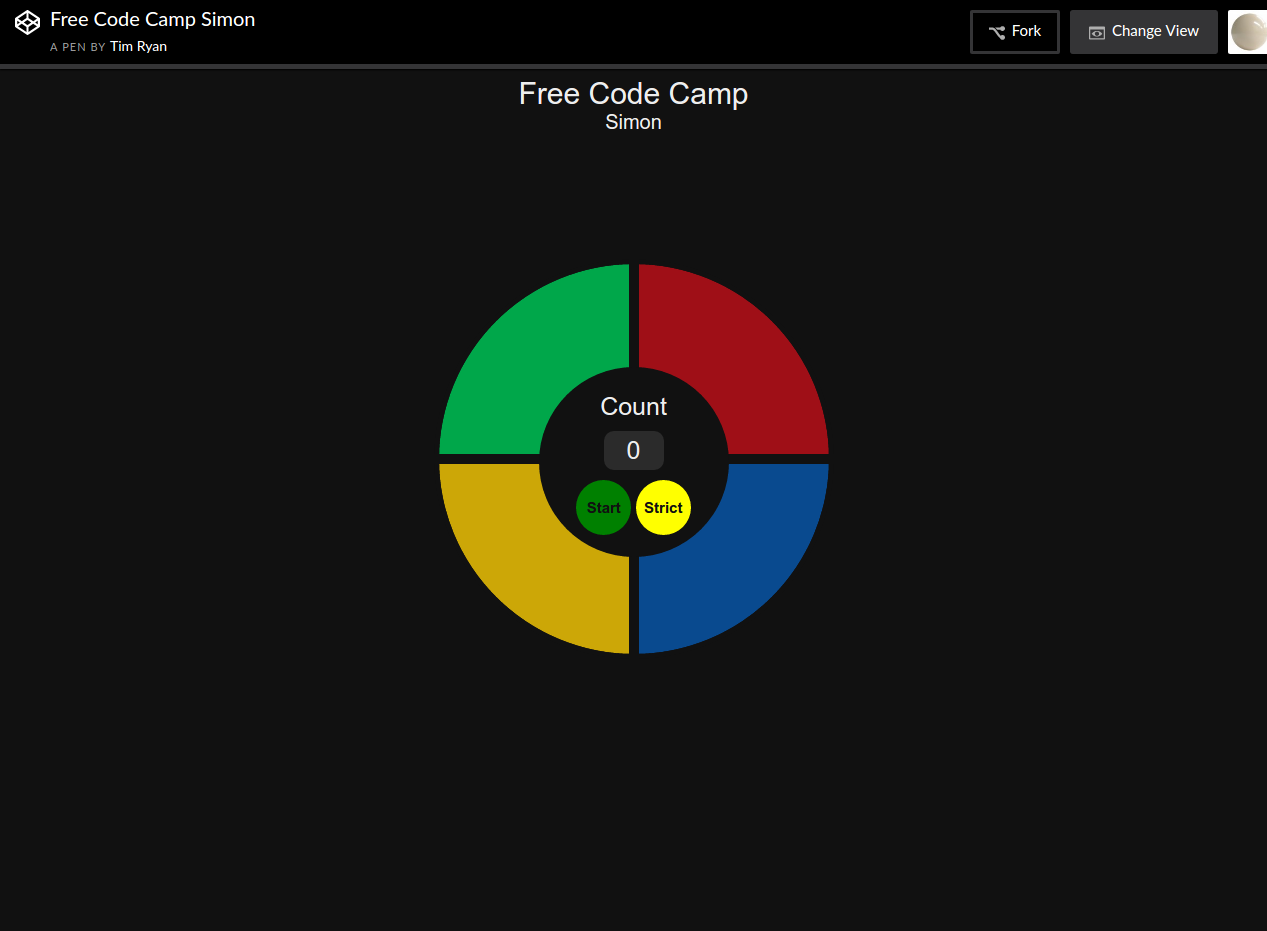 Free Code Camp Simon
A PEN BY Tim Ryan
Fork
Change View
Free Code Camp
Simon
Count
0
Start
Strict